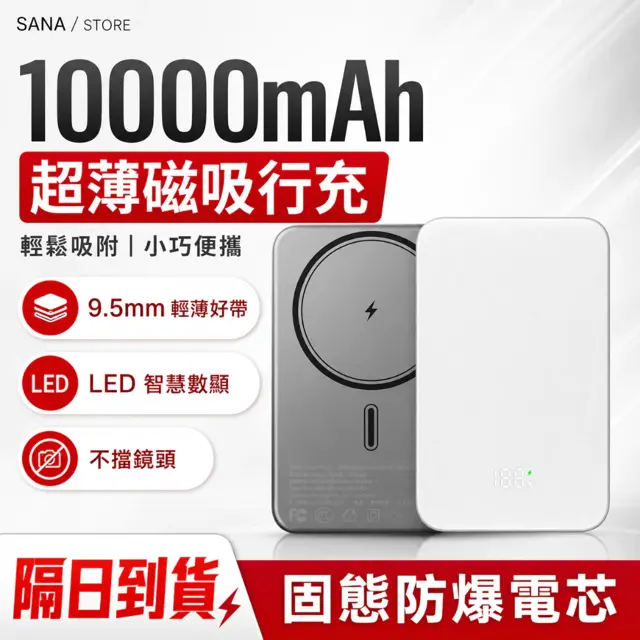 SANA / STORE
10000mAh
超薄磁吸行充
輕鬆吸附｜小巧便攜
9.5mm 輕薄好帶
LED LED 智慧數顯
不擋鏡頭
188
隔日到貨
固態防爆電芯